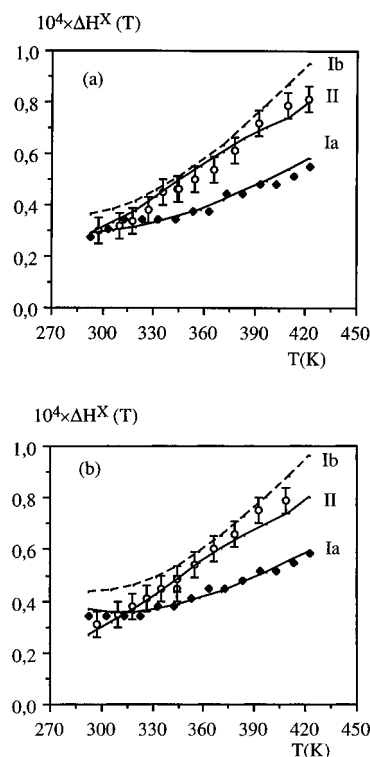 10⁴×ΔHˣ (T)
1,0
(a)
Ib
0,8
II
0,6
Ia
0,4
0,2
0,0
270 300 330 360 390 420 450
T(K)
10⁴×ΔHˣ (T)
1,0
(b)
Ib
0,8
II
0,6
Ia
0,4
0,2
0,0
270 300 330 360 390 420 450
T(K)